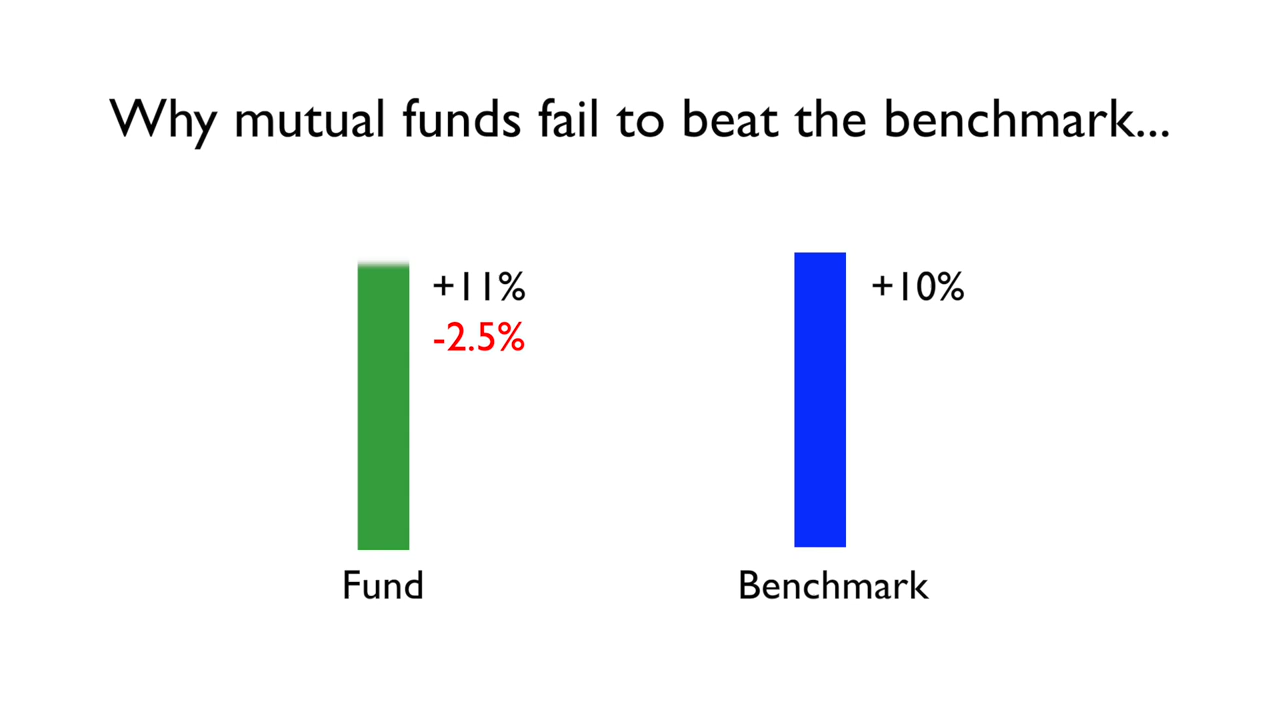 Why mutual funds fail to beat the benchmark...
+11%
-2.5%
+10%
Fund
Benchmark